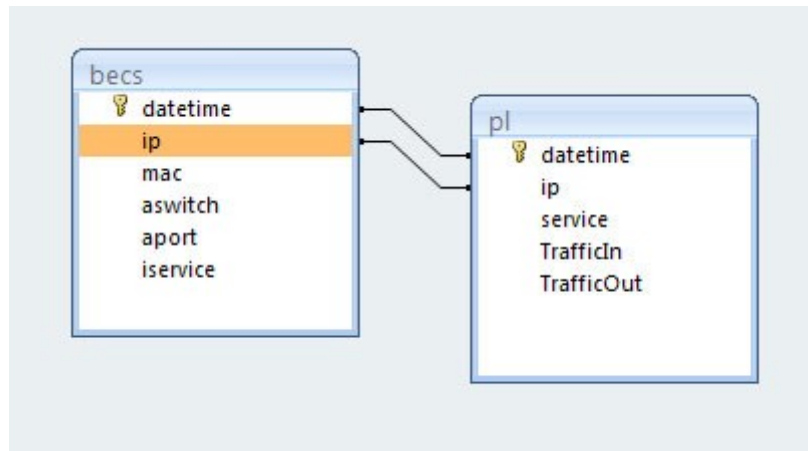 becs
datetime
ip
mac
aswitch
aport
iservice
pl
datetime
ip
service
TrafficIn
TrafficOut